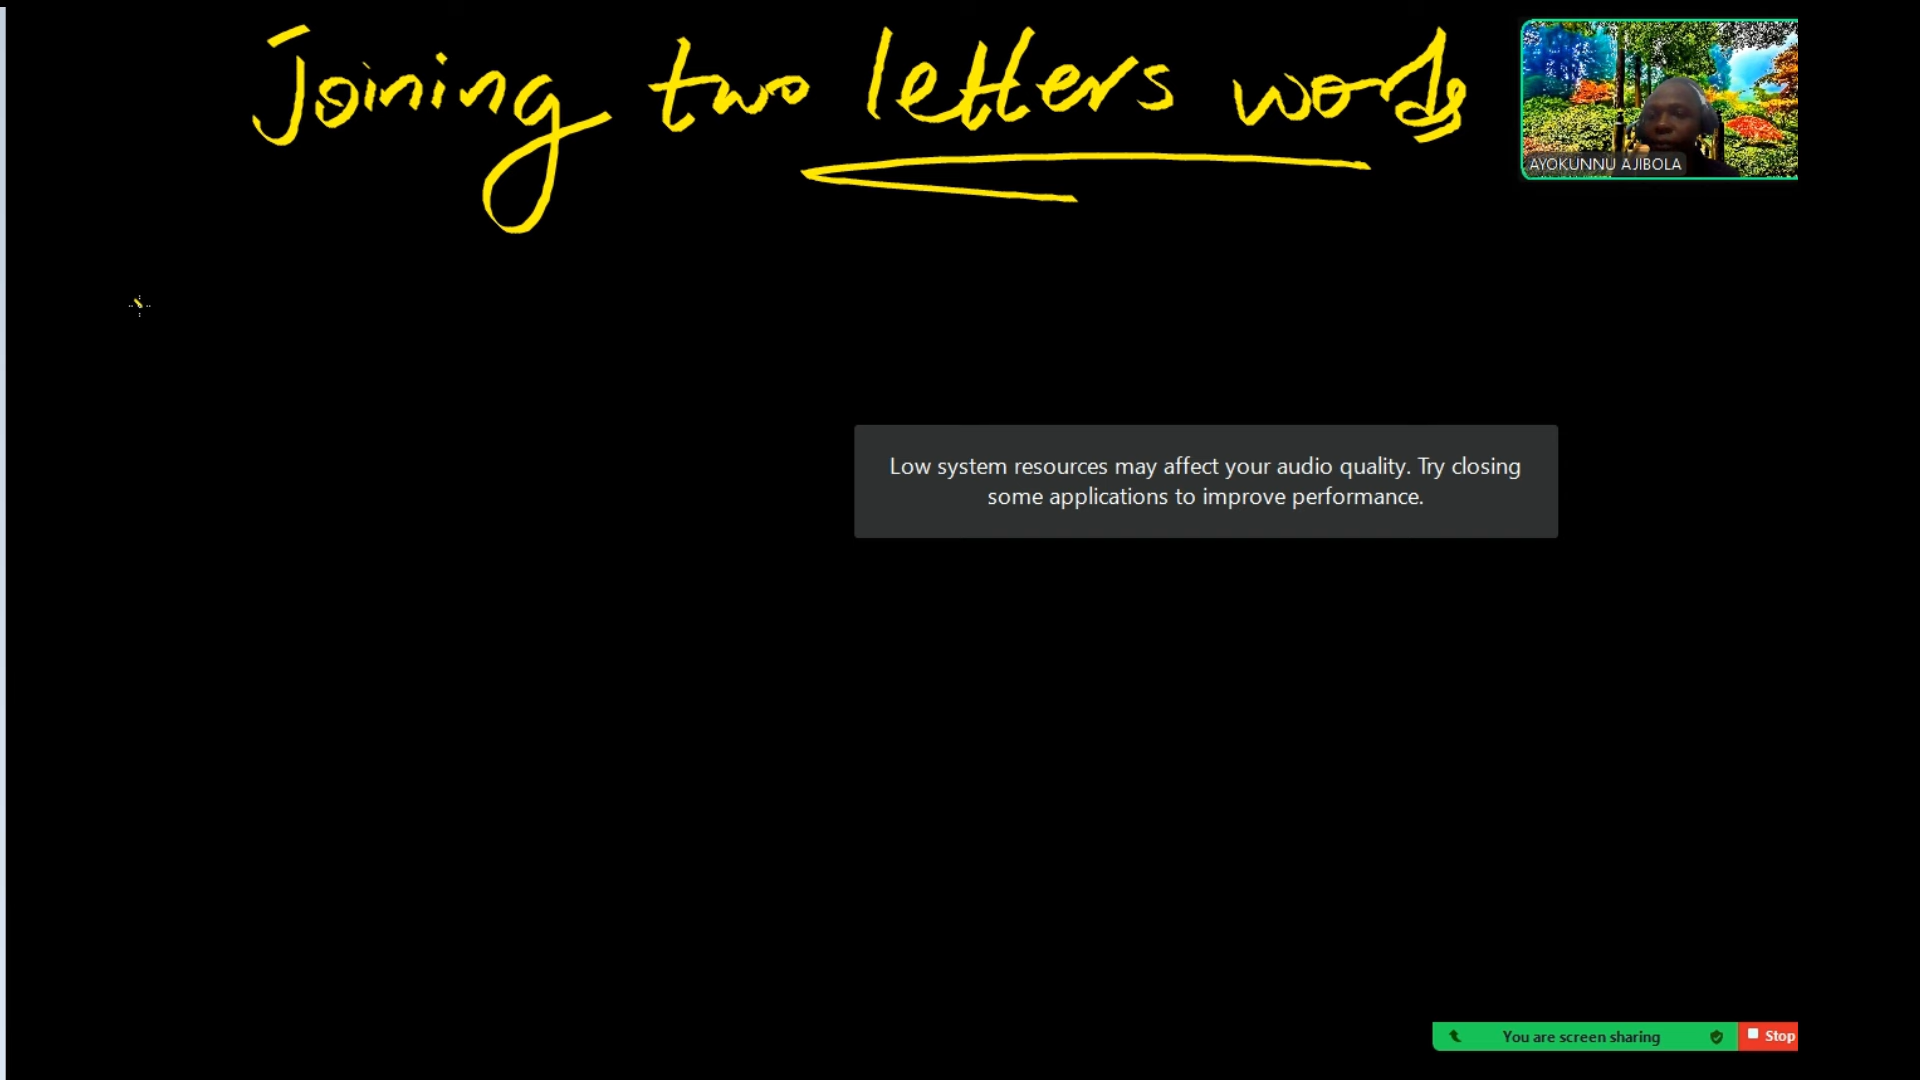 Joining two letters words
AYOKUNNU AJIBOLA
Low system resources may affect your audio quality. Try closing
some applications to improve performance.
You are screen sharing
Stop